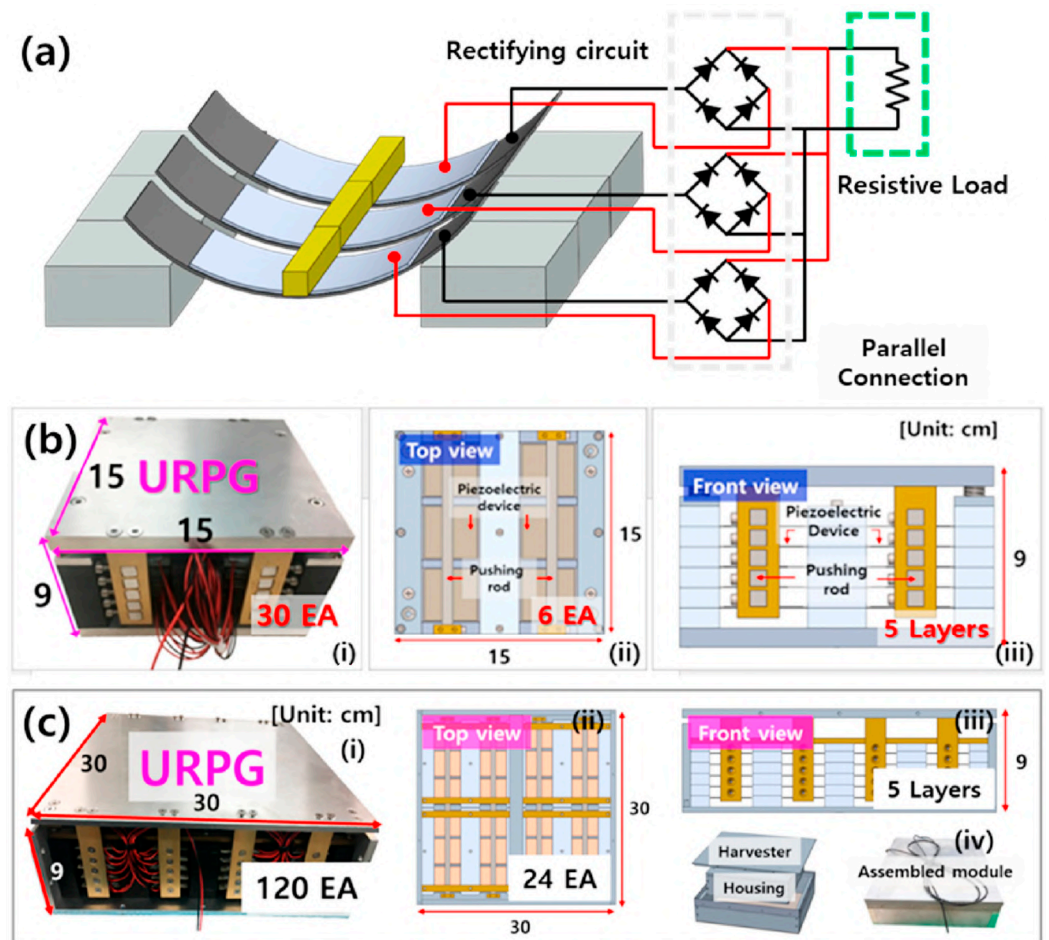 (a)
Rectifying circuit
Resistive Load
Parallel
Connection
(b)
15
URPG
15
9
30 EA
(i)
Top view
Piezoelectric
device
Pushing
rod
6 EA
15
15
(ii)
[Unit: cm]
Front view
Piezoelectric
Device
Pushing
rod
9
5 Layers
(iii)
(c)
[Unit: cm]
(i)
30
URPG
30
9
120 EA
(ii)
Top view
24 EA
30
30
(iii)
Front view
9
5 Layers
(iv)
Harvester
Housing
Assembled module